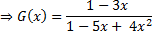 ⇒ G(x) = (1 − 3x) / (1 − 5x + 4x²)